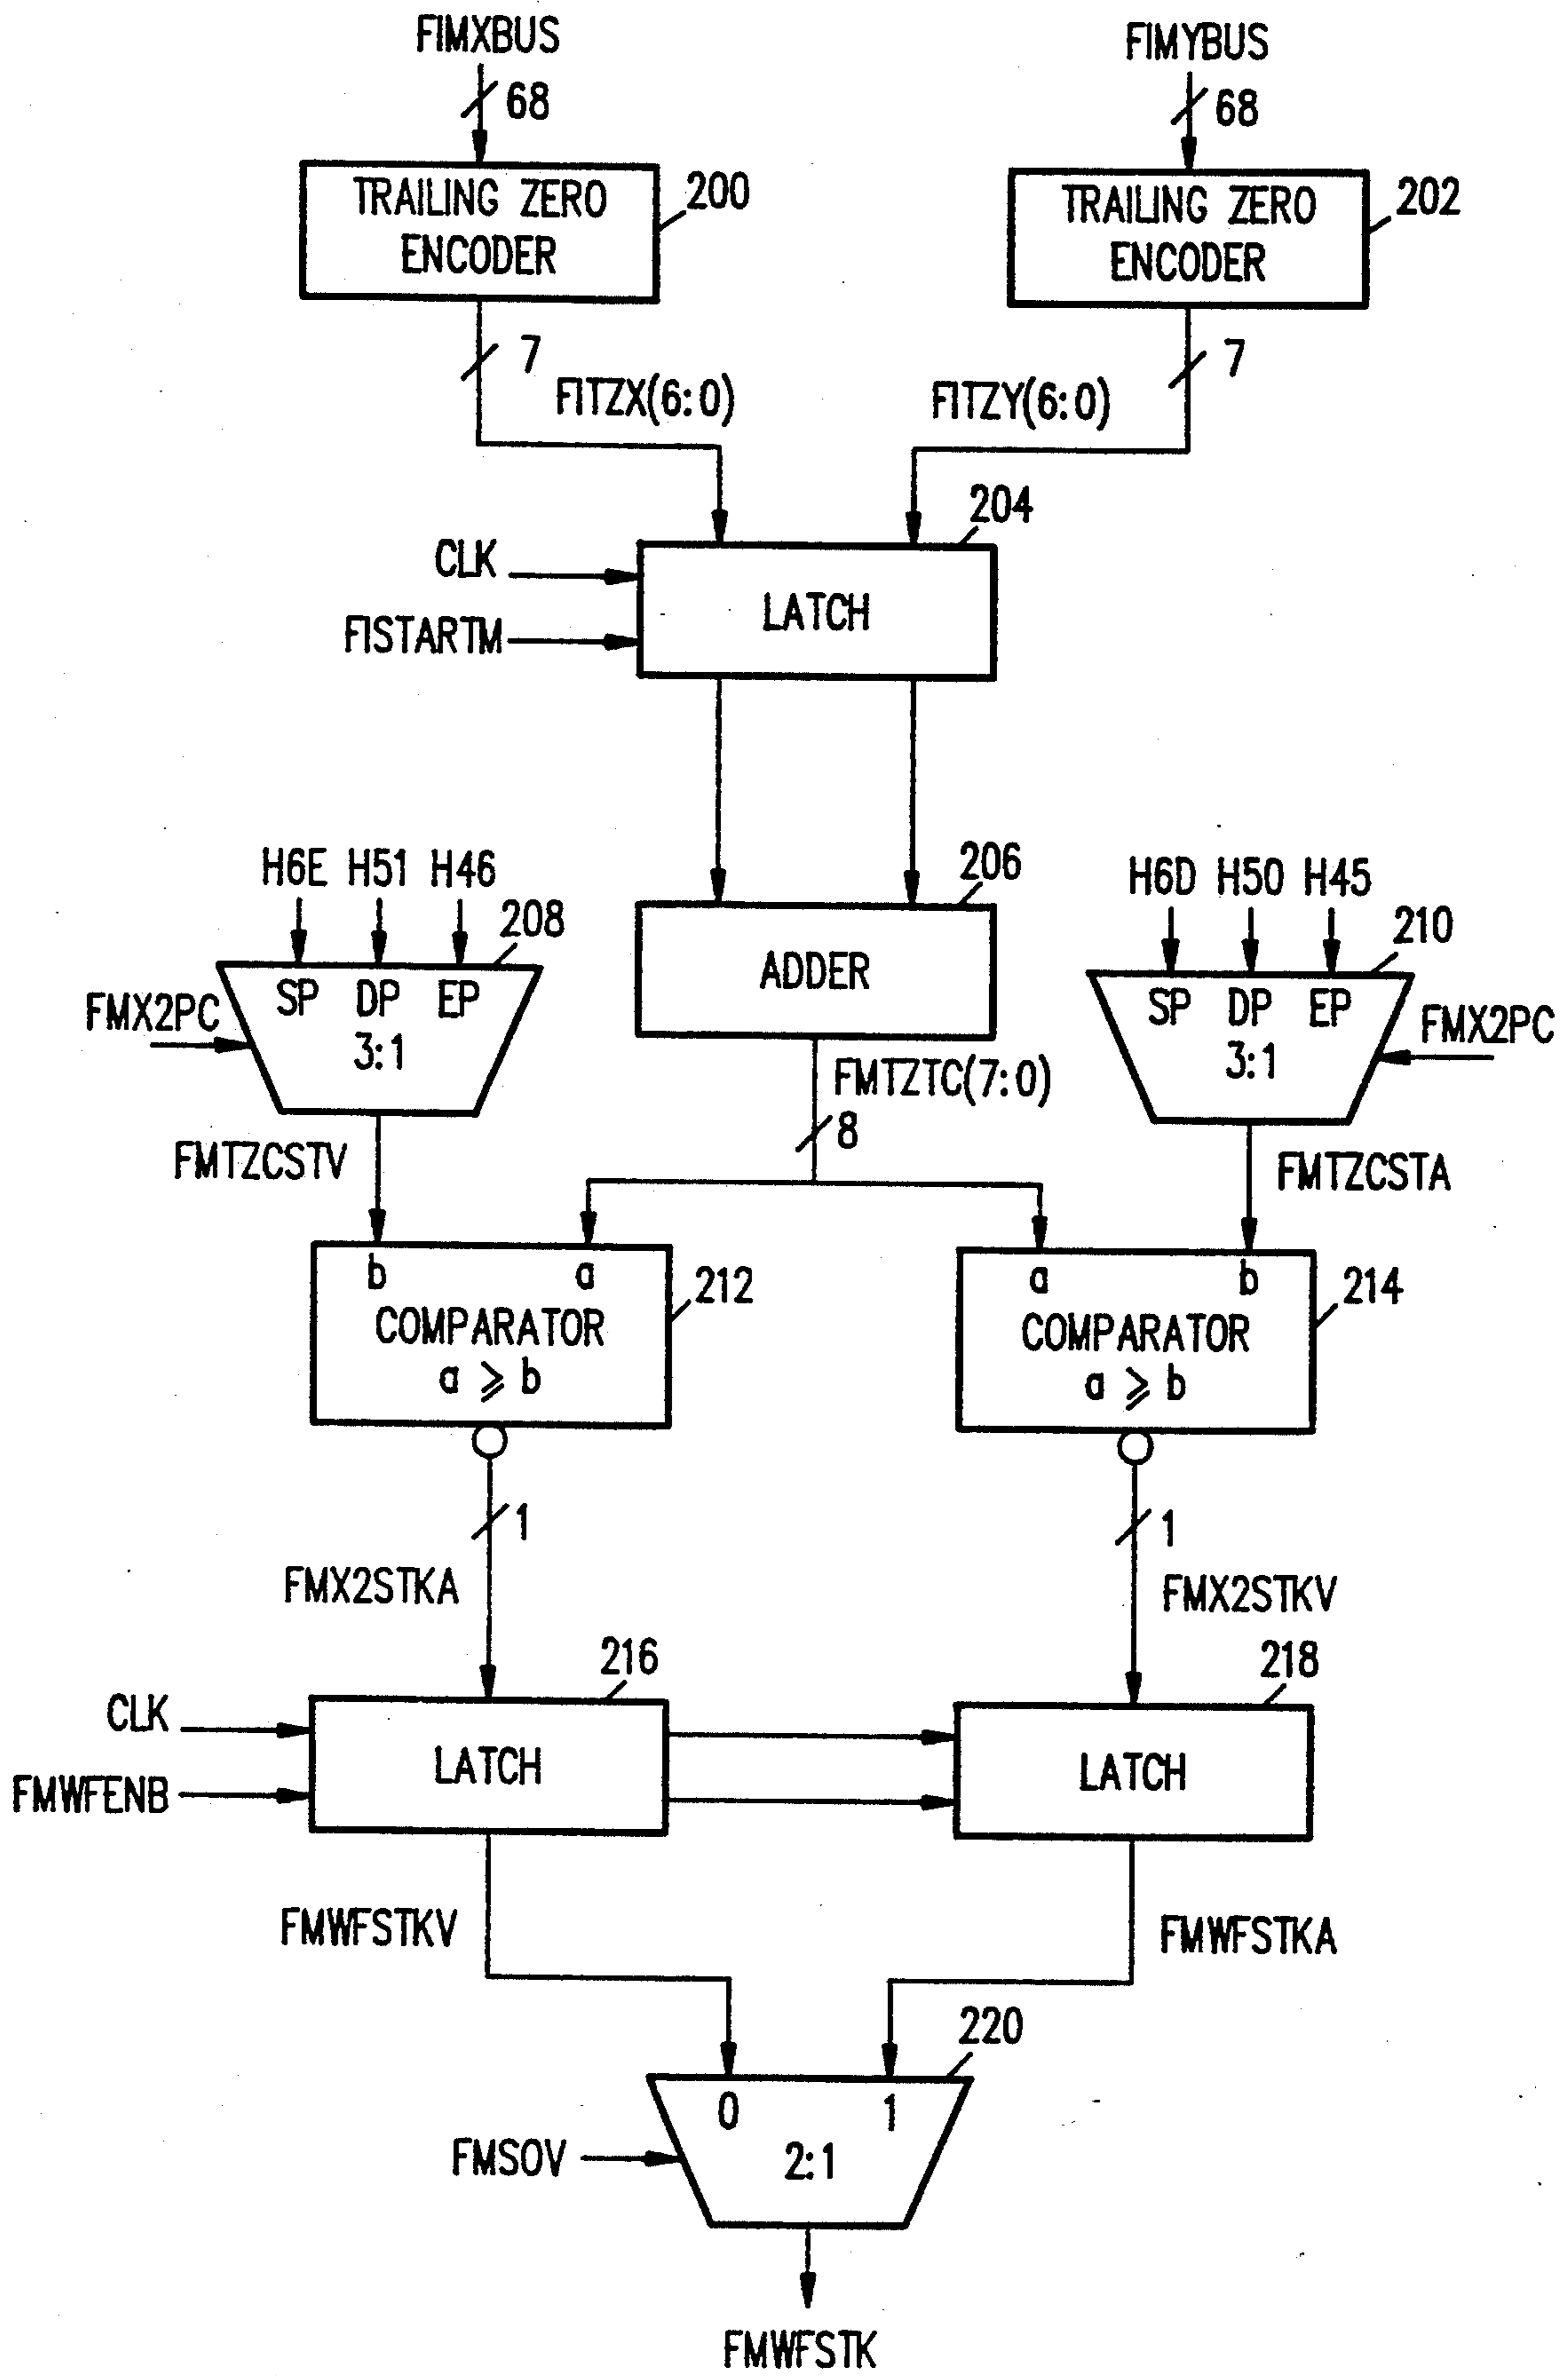 FIMXBUS
FIMYBUS
68
68
TRAILING ZERO
ENCODER
200
TRAILING ZERO
ENCODER
202
7
7
FITZX(6:0)
FITZY(6:0)
204
CLK
FISTARTM
LATCH
H6E H51 H46
208
206
H6D H50 H45
210
SP DP EP
3:1
FMX2PC
ADDER
SP DP EP
3:1
FMX2PC
FMTZTC(7:0)
8
FMTZCSTV
FMTZCSTA
b a
COMPARATOR
a ⩾ b
212
a b
COMPARATOR
a ⩾ b
214
1
1
FMX2STKA
FMX2STKV
216
218
CLK
FMWFENB
LATCH
LATCH
FMWFSTKV
FMWFSTKA
220
0 1
2:1
FMSOV
FMWFSTK